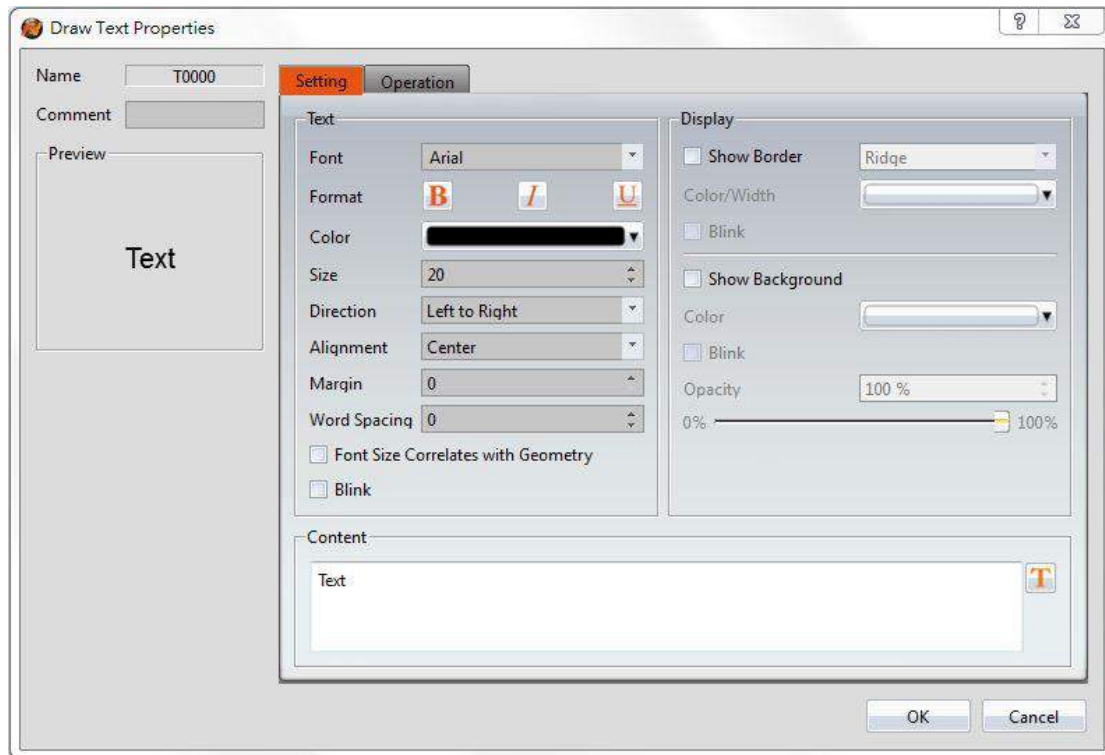 Draw Text Properties
Name T0000
Comment
Preview
Text
Setting Operation
Text
Font Arial
Format B I U
Color
Size 20
Direction Left to Right
Alignment Center
Margin 0
Word Spacing 0
Font Size Correlates with Geometry
Blink
Display
Show Border Ridge
Color/Width
Blink
Show Background
Color
Blink
Opacity 100 %
0% 100%
Content
Text
T
OK Cancel